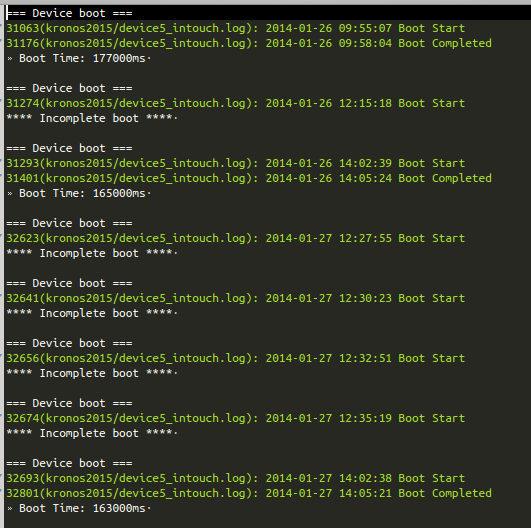 === Device boot ===
31063(kronos2015/device5_intouch.log): 2014-01-26 09:55:07 Boot Start
31176(kronos2015/device5_intouch.log): 2014-01-26 09:58:04 Boot Completed
» Boot Time: 177000ms·
=== Device boot ===
31274(kronos2015/device5_intouch.log): 2014-01-26 12:15:18 Boot Start
**** Incomplete boot ****·
=== Device boot ===
31293(kronos2015/device5_intouch.log): 2014-01-26 14:02:39 Boot Start
31401(kronos2015/device5_intouch.log): 2014-01-26 14:05:24 Boot Completed
» Boot Time: 165000ms·
=== Device boot ===
32623(kronos2015/device5_intouch.log): 2014-01-27 12:27:55 Boot Start
**** Incomplete boot ****·
=== Device boot ===
32641(kronos2015/device5_intouch.log): 2014-01-27 12:30:23 Boot Start
**** Incomplete boot ****·
=== Device boot ===
32656(kronos2015/device5_intouch.log): 2014-01-27 12:32:51 Boot Start
**** Incomplete boot ****·
=== Device boot ===
32674(kronos2015/device5_intouch.log): 2014-01-27 12:35:19 Boot Start
**** Incomplete boot ****·
=== Device boot ===
32693(kronos2015/device5_intouch.log): 2014-01-27 14:02:38 Boot Start
32801(kronos2015/device5_intouch.log): 2014-01-27 14:05:21 Boot Completed
» Boot Time: 163000ms·